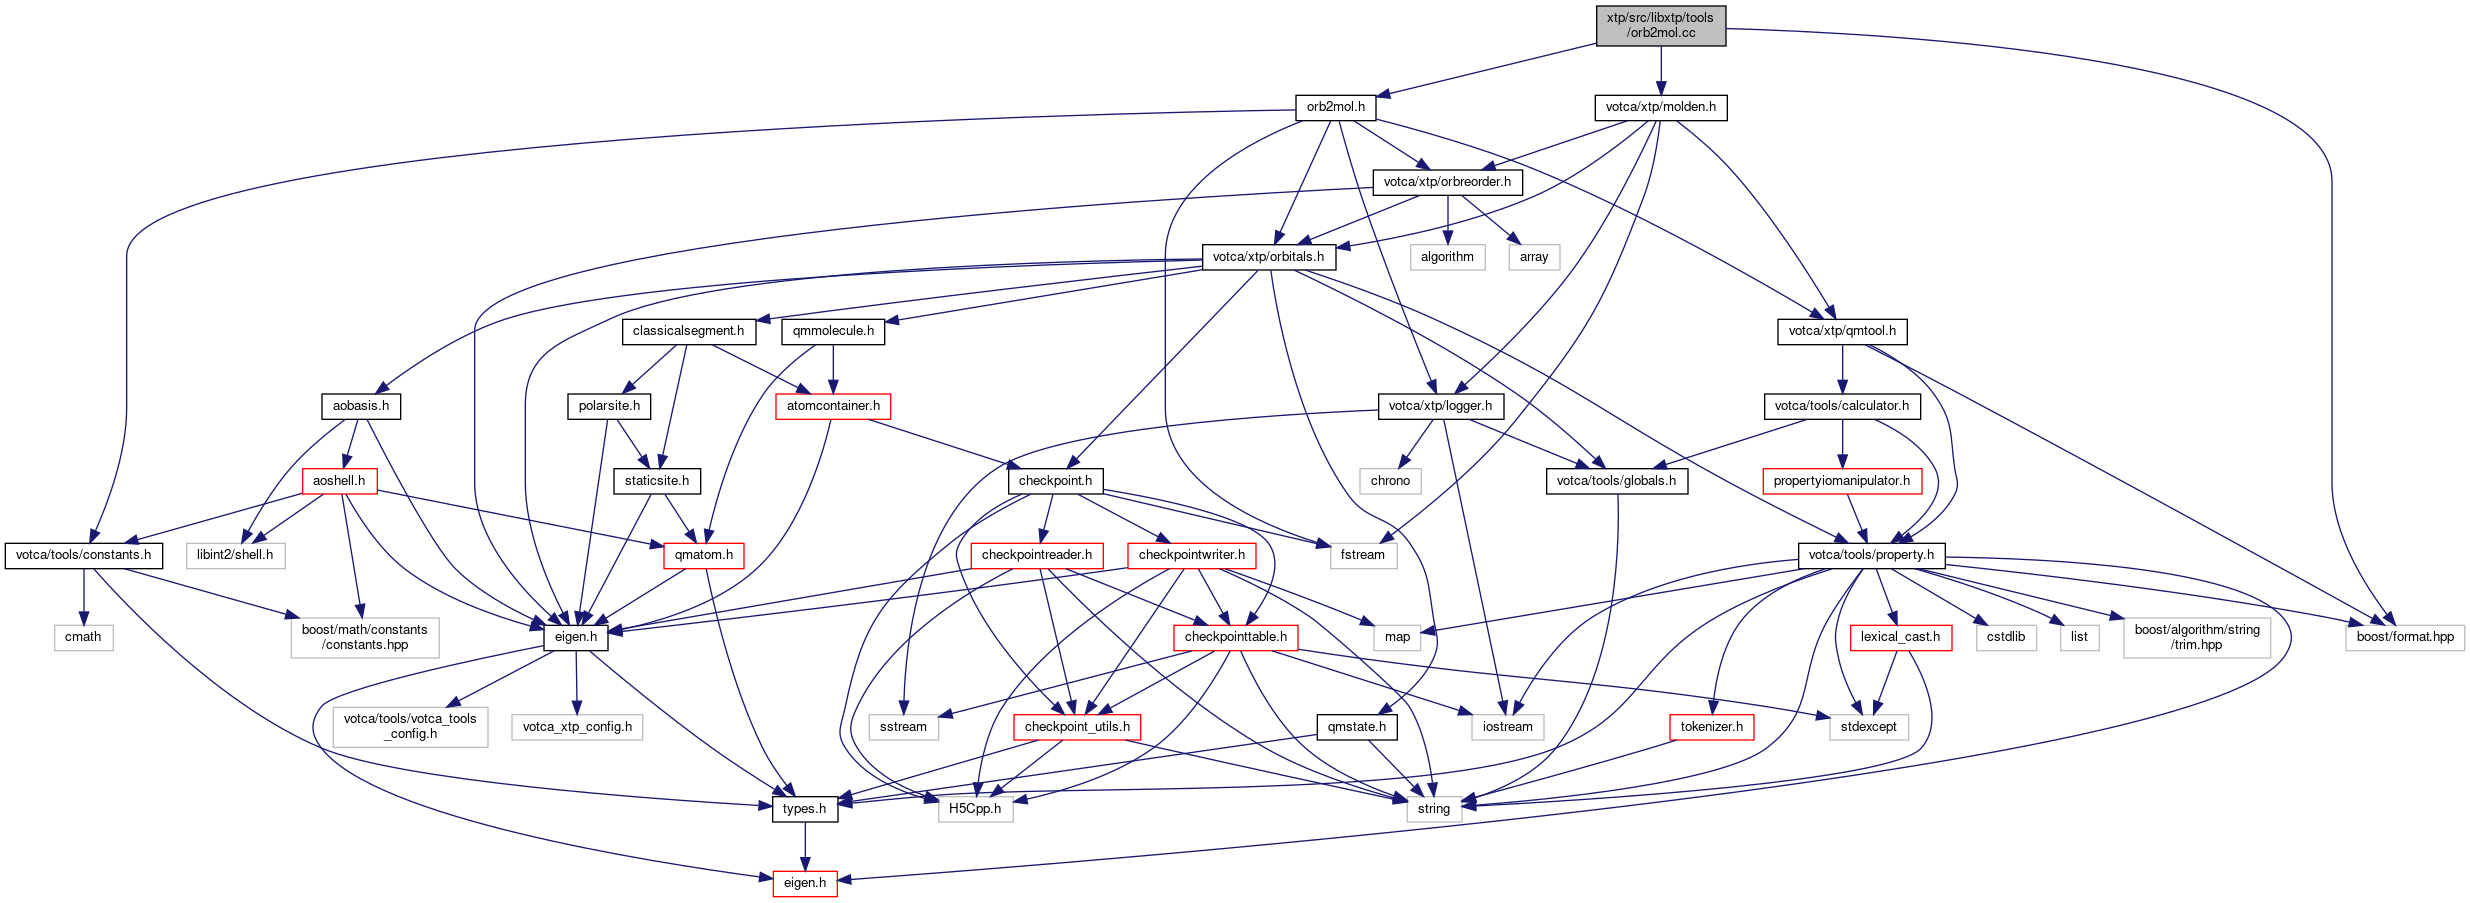 xtp/src/libxtp/tools
/orb2mol.cc
orb2mol.h
votca/xtp/molden.h
votca/xtp/orbreorder.h
votca/xtp/orbitals.h
algorithm
array
classicalsegment.h
qmmolecule.h
votca/xtp/qmtool.h
aobasis.h
polarsite.h
atomcontainer.h
votca/xtp/logger.h
votca/tools/calculator.h
aoshell.h
staticsite.h
checkpoint.h
chrono
votca/tools/globals.h
propertyiomanipulator.h
votca/tools/constants.h
libint2/shell.h
qmatom.h
checkpointreader.h
checkpointwriter.h
fstream
votca/tools/property.h
cmath
boost/math/constants
/constants.hpp
eigen.h
checkpointtable.h
map
lexical_cast.h
cstdlib
list
boost/algorithm/string
/trim.hpp
boost/format.hpp
votca/tools/votca_tools
_config.h
votca_xtp_config.h
sstream
checkpoint_utils.h
qmstate.h
iostream
tokenizer.h
stdexcept
types.h
H5Cpp.h
string
eigen.h